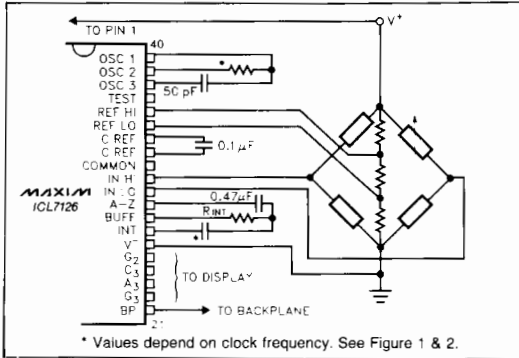 TO PIN 1
V+
40
OSC 1
OSC 2
*
OSC 3
50 pF
TEST
REF HI
REF LO
C REF
0.1 µF
C REF
COMMON
IN HI
MAXIM
ICL7126
IN LO
A-Z
0.47µF
BUFF
RINT
INT
*
V-
G2
C3
TO DISPLAY
A3
G3
BP
TO BACKPLANE
21
* Values depend on clock frequency. See Figure 1 & 2.